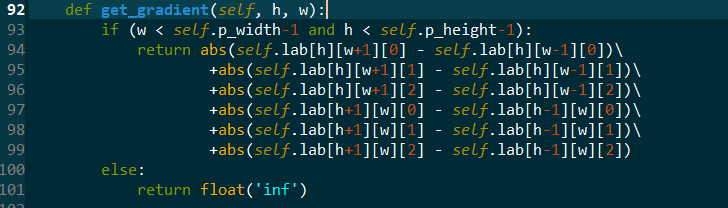 92 def get_gradient(self, h, w):
93 if (w < self.p_width-1 and h < self.p_height-1):
94 return abs(self.lab[h][w+1][0] - self.lab[h][w-1][0])\
95 +abs(self.lab[h][w+1][1] - self.lab[h][w-1][1])\
96 +abs(self.lab[h][w+1][2] - self.lab[h][w-1][2])\
97 +abs(self.lab[h+1][w][0] - self.lab[h-1][w][0])\
98 +abs(self.lab[h+1][w][1] - self.lab[h-1][w][1])\
99 +abs(self.lab[h+1][w][2] - self.lab[h-1][w][2])
100 else:
101 return float('inf')